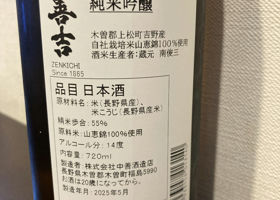 善吉
ZENKICHI
Since 1865
純米吟醸
木曽郡上松町吉野産
自社栽培米山恵錦100%使用
酒米生産者:蔵元 南俊三
品目 日本酒
原材料名:米(長野県産)、
米こうじ(長野県産米)
精米歩合:55%
原料米:山恵錦100%使用
アルコール分:14度
内容量:720ml
製造者:株式会社中善酒造店
長野県木曽郡木曽町福島5990
お酒は20歳になってから。
製造年月 2025年5月